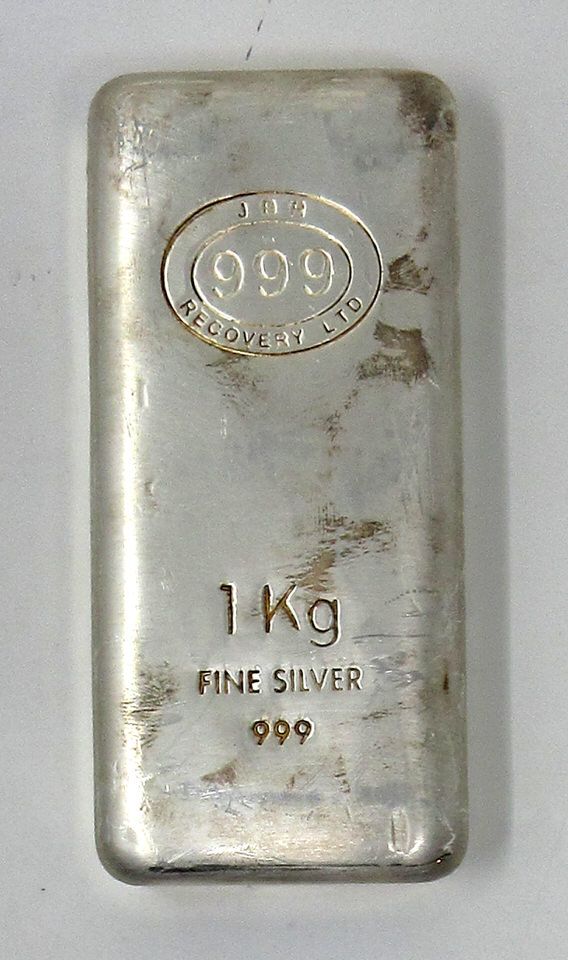 JBR
999
RECOVERY LTD
1 Kg
FINE SILVER
999